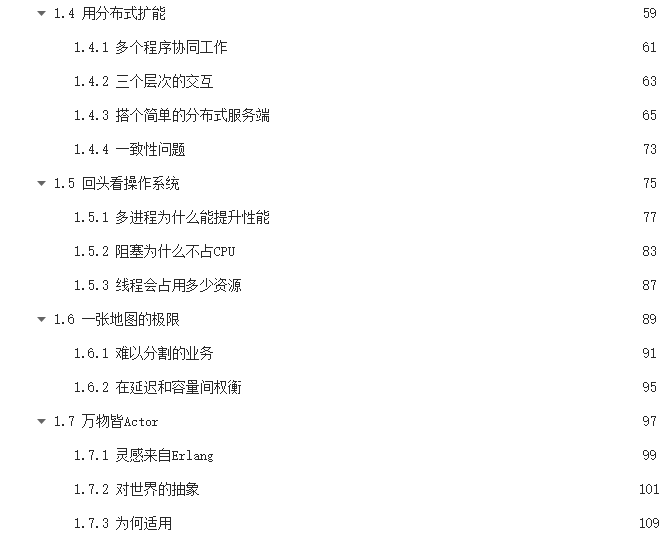 1.4 用分布式扩能 59
1.4.1 多个程序协同工作 61
1.4.2 三个层次的交互 63
1.4.3 搭个简单的分布式服务端 65
1.4.4 一致性问题 73
1.5 回头看操作系统 75
1.5.1 多进程为什么能提升性能 77
1.5.2 阻塞为什么不占CPU 83
1.5.3 线程会占用多少资源 87
1.6 一张地图的极限 89
1.6.1 难以分割的业务 91
1.6.2 在延迟和容量间权衡 95
1.7 万物皆Actor 97
1.7.1 灵感来自Erlang 99
1.7.2 对世界的抽象 101
1.7.3 为何适用 109